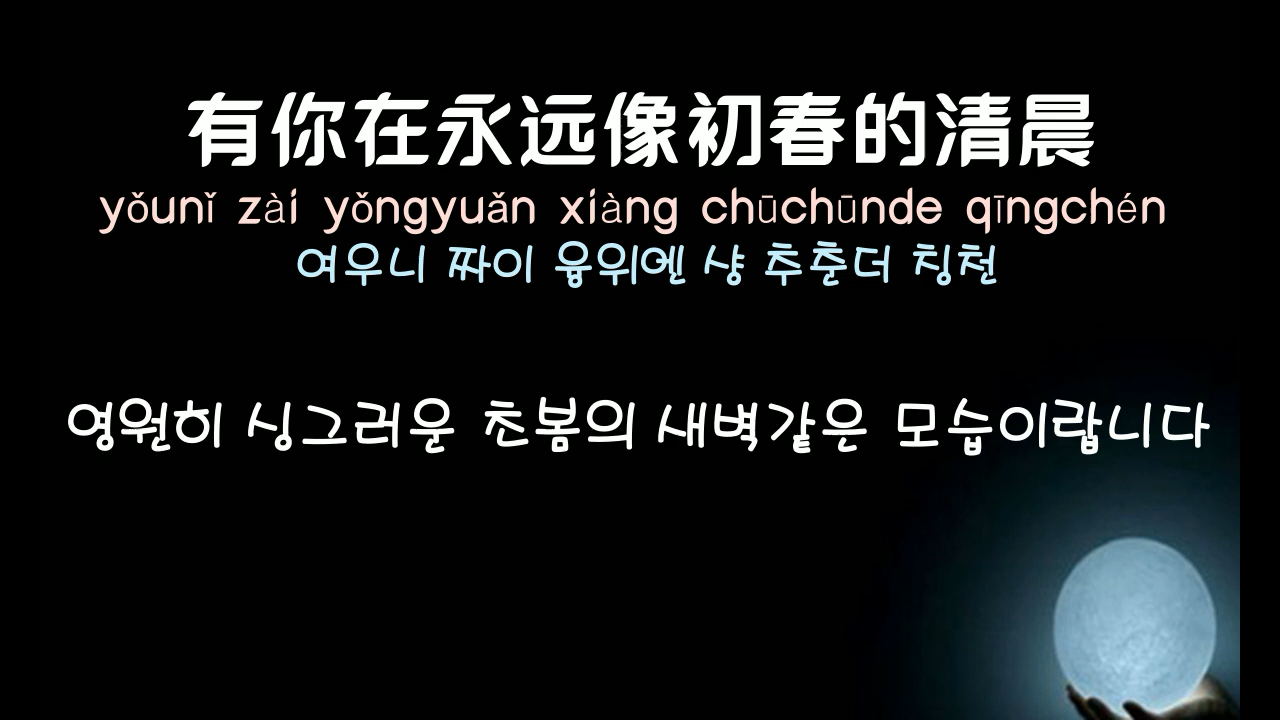 有你在永远像初春的清晨
yǒunǐ zài yǒngyuǎn xiàng chūchūnde qīngchén
여우니 짜이 용위엔 샹 추춘더 칭천
영원히 싱그러운 초봄의 새벽같은 모습이랍니다